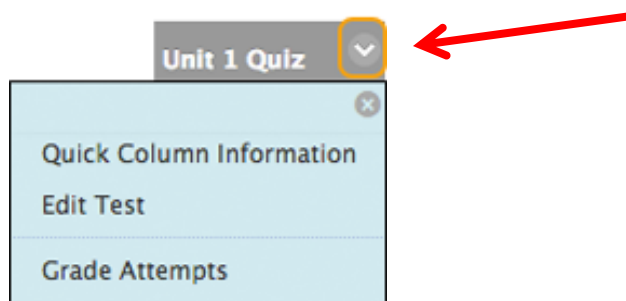 Unit 1 Quiz
Quick Column Information
Edit Test
Grade Attempts